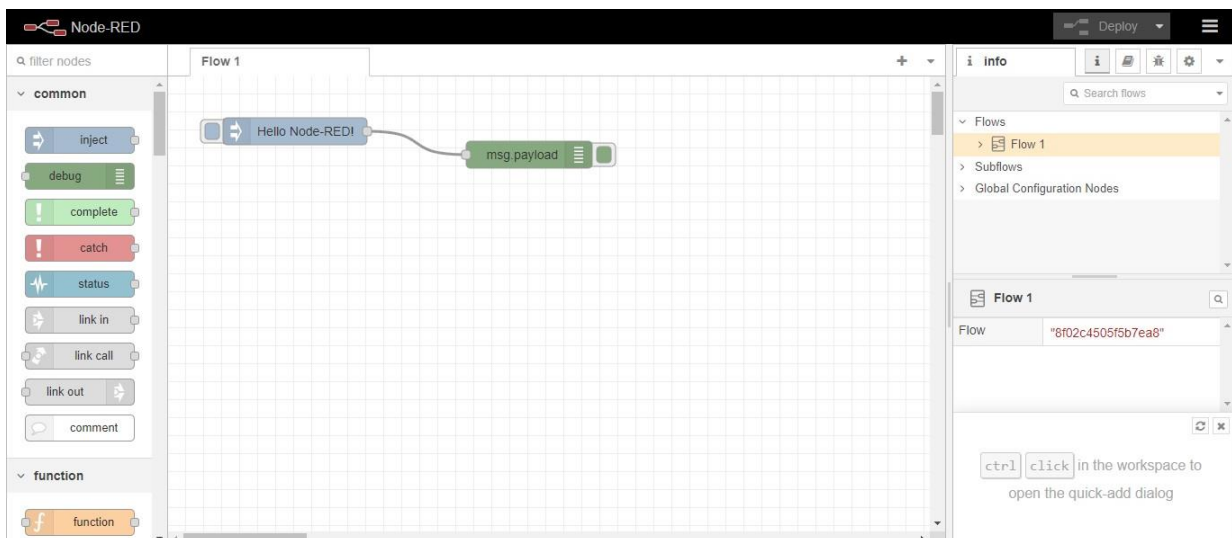 Node-RED
Deploy
filter nodes
Flow 1
info
i
Search flows
common
inject
debug
complete
catch
status
link in
link call
link out
comment
function
function
Hello Node-RED!
msg.payload
Flows
Flow 1
Subflows
Global Configuration Nodes
Flow 1
Flow "8f02c4505f5b7ea8"
ctrl click in the workspace to
open the quick-add dialog